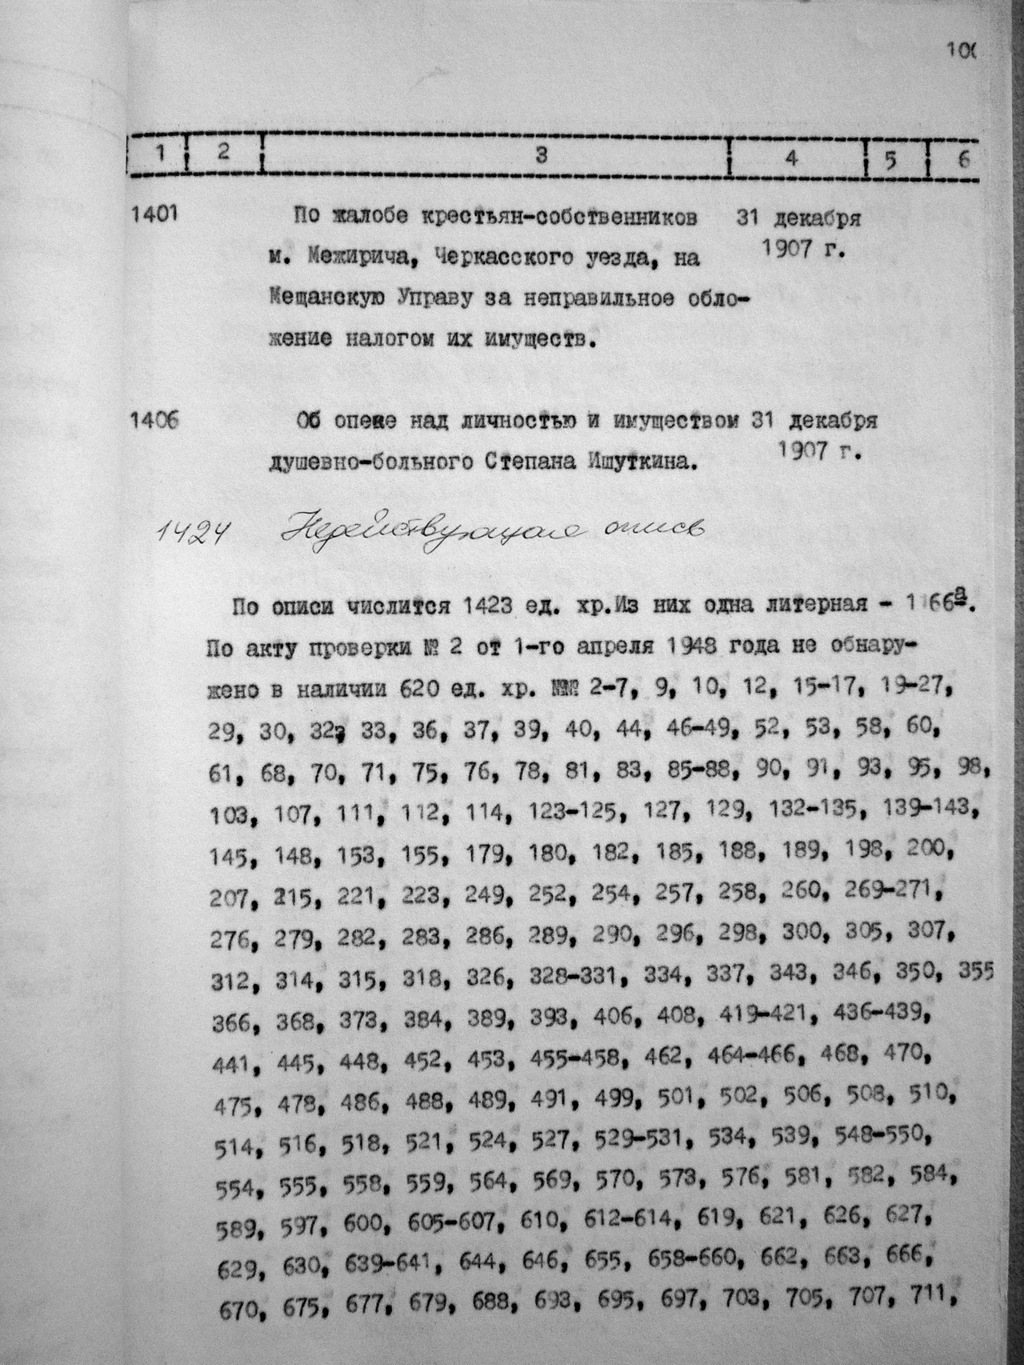 10
1 2 3 4 5 6
1401 По жалобе крестьян-собственников 31 декабря
м. Межирича, Черкасского уезда, на 1907 г.
Мещанскую Управу за неправильное обло-
жение налогом их имуществ.
1406 Об опеке над личностью и имуществом 31 декабря
душевно-больного Степана Ишуткина. 1907 г.
1424 Недействующая опись
По описи числится 1423 ед. хр.Из них одна литерная - 1166а.
По акту проверки № 2 от 1-го апреля 1948 года не обнару-
жено в наличии 620 ед. хр. №№ 2-7, 9, 10, 12, 15-17, 19-27,
29, 30, 32, 33, 36, 37, 39, 40, 44, 46-49, 52, 53, 58, 60,
61, 68, 70, 71, 75, 76, 78, 81, 83, 85-88, 90, 91, 93, 95, 98,
103, 107, 111, 112, 114, 123-125, 127, 129, 132-135, 139-143,
145, 148, 153, 155, 179, 180, 182, 185, 188, 189, 198, 200,
207, 215, 221, 223, 249, 252, 254, 257, 258, 260, 269-271,
276, 279, 282, 283, 286, 289, 290, 296, 298, 300, 305, 307,
312, 314, 315, 318, 326, 328-331, 334, 337, 343, 346, 350, 355
366, 368, 373, 384, 389, 393, 406, 408, 419-421, 436-439,
441, 445, 448, 452, 453, 455-458, 462, 464-466, 468, 470,
475, 478, 486, 488, 489, 491, 499, 501, 502, 506, 508, 510,
514, 516, 518, 521, 524, 527, 529-531, 534, 539, 548-550,
554, 555, 558, 559, 564, 569, 570, 573, 576, 581, 582, 584,
589, 597, 600, 605-607, 610, 612-614, 619, 621, 626, 627,
629, 630, 639-641, 644, 646, 655, 658-660, 662, 663, 666,
670, 675, 677, 679, 688, 693, 695, 697, 703, 705, 707, 711,